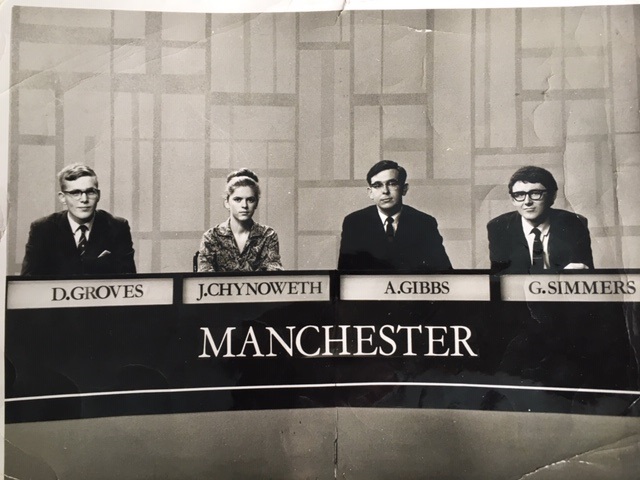 D.GROVES J.CHYNOWETH A.GIBBS G.SIMMERS
MANCHESTER